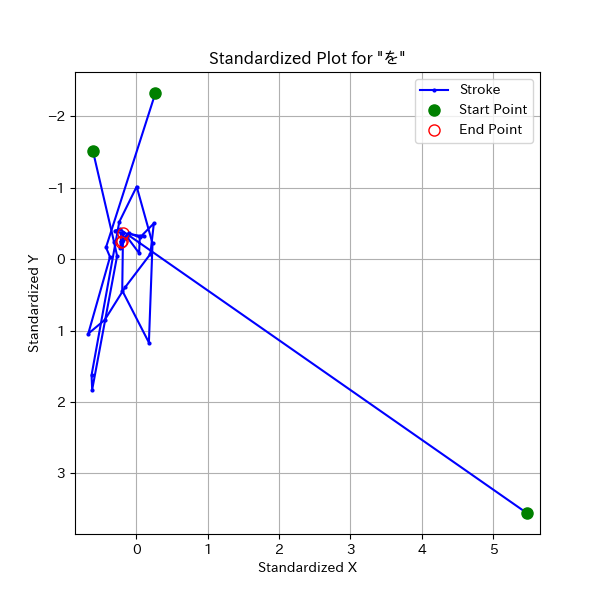 Standardized Plot for "を"
Stroke
Start Point
End Point
Standardized Y
−2
−1
0
1
2
3
0 1 2 3 4 5
Standardized X